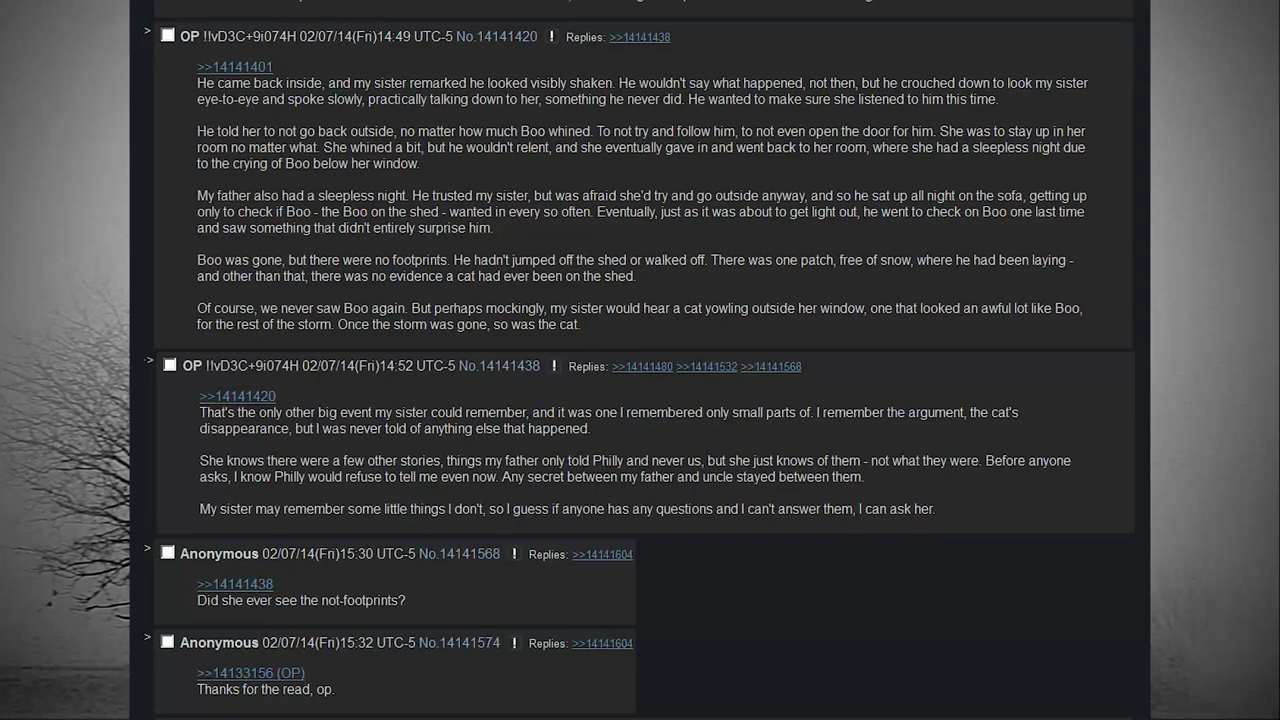 > OP !!vD3C+9i074H 02/07/14(Fri)14:49 UTC-5 No.14141420 ! Replies: >>14141438
>>14141401
He came back inside, and my sister remarked he looked visibly shaken. He wouldn't say what happened, not then, but he crouched down to look my sister
eye-to-eye and spoke slowly, practically talking down to her, something he never did. He wanted to make sure she listened to him this time.
He told her to not go back outside, no matter how much Boo whined. To not try and follow him, to not even open the door for him. She was to stay up in her
room no matter what. She whined a bit, but he wouldn't relent, and she eventually gave in and went back to her room, where she had a sleepless night due
to the crying of Boo below her window.
My father also had a sleepless night. He trusted my sister, but was afraid she'd try and go outside anyway, and so he sat up all night on the sofa, getting up
only to check if Boo - the Boo on the shed - wanted in every so often. Eventually, just as it was about to get light out, he went to check on Boo one last time
and saw something that didn't entirely surprise him.
Boo was gone, but there were no footprints. He hadn't jumped off the shed or walked off. There was one patch, free of snow, where he had been laying -
and other than that, there was no evidence a cat had ever been on the shed.
Of course, we never saw Boo again. But perhaps mockingly, my sister would hear a cat yowling outside her window, one that looked an awful lot like Boo,
for the rest of the storm. Once the storm was gone, so was the cat.
> OP !!vD3C+9i074H 02/07/14(Fri)14:52 UTC-5 No.14141438 ! Replies: >>14141480 >>14141532 >>14141568
>>14141420
That's the only other big event my sister could remember, and it was one I remembered only small parts of. I remember the argument, the cat's
disappearance, but I was never told of anything else that happened.
She knows there were a few other stories, things my father only told Philly and never us, but she just knows of them - not what they were. Before anyone
asks, I know Philly would refuse to tell me even now. Any secret between my father and uncle stayed between them.
My sister may remember some little things I don't, so I guess if anyone has any questions and I can't answer them, I can ask her.
> Anonymous 02/07/14(Fri)15:30 UTC-5 No.14141568 ! Replies: >>14141604
>>14141438
Did she ever see the not-footprints?
> Anonymous 02/07/14(Fri)15:32 UTC-5 No.14141574 ! Replies: >>14141604
>>14133156 (OP)
Thanks for the read, op.